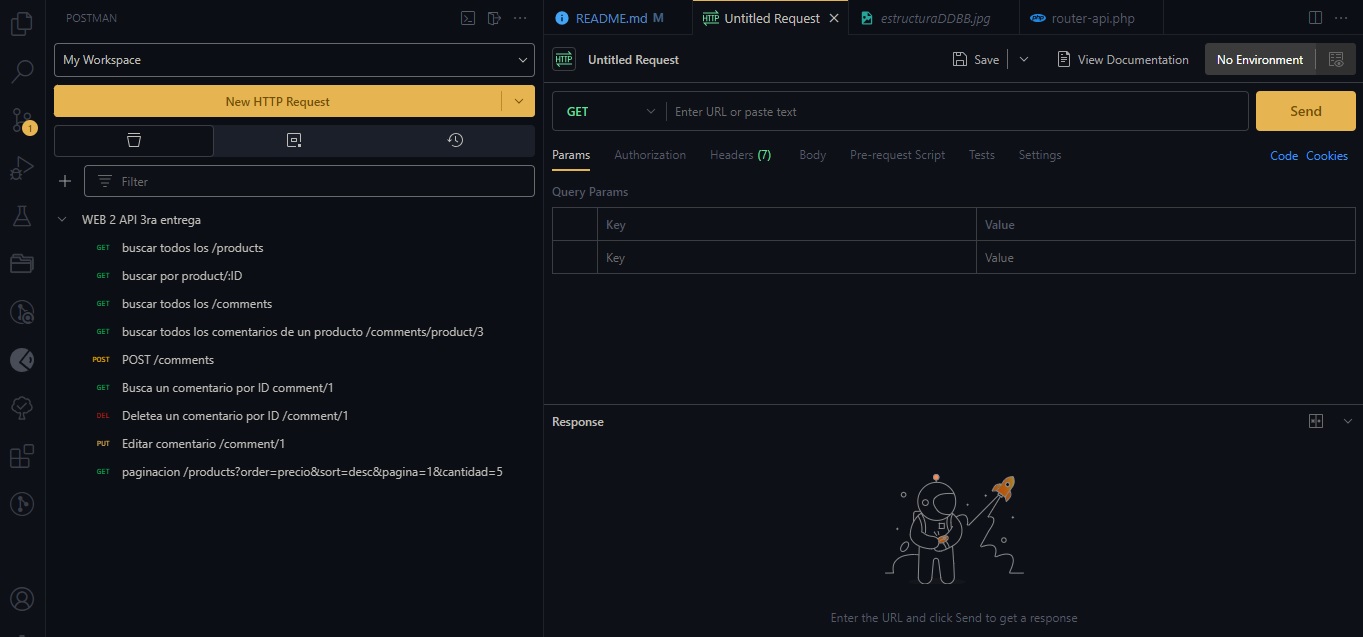 POSTMAN
My Workspace
New HTTP Request
1
Filter
WEB 2 API 3ra entrega
GET buscar todos los /products
GET buscar por product/:ID
GET buscar todos los /comments
GET buscar todos los comentarios de un producto /comments/product/3
POST POST /comments
GET Busca un comentario por ID comment/1
DEL Deletea un comentario por ID /comment/1
PUT Editar comentario /comment/1
GET paginacion /products?order=precio&sort=desc&pagina=1&cantidad=5
README.md M
HTTP Untitled Request
estructuraDDBB.jpg
php router-api.php
HTTP Untitled Request
Save
View Documentation
No Environment
GET
Enter URL or paste text
Send
Params Authorization Headers (7) Body Pre-request Script Tests Settings
Code Cookies
Query Params
Key Value
Key Value
Response
Enter the URL and click Send to get a response